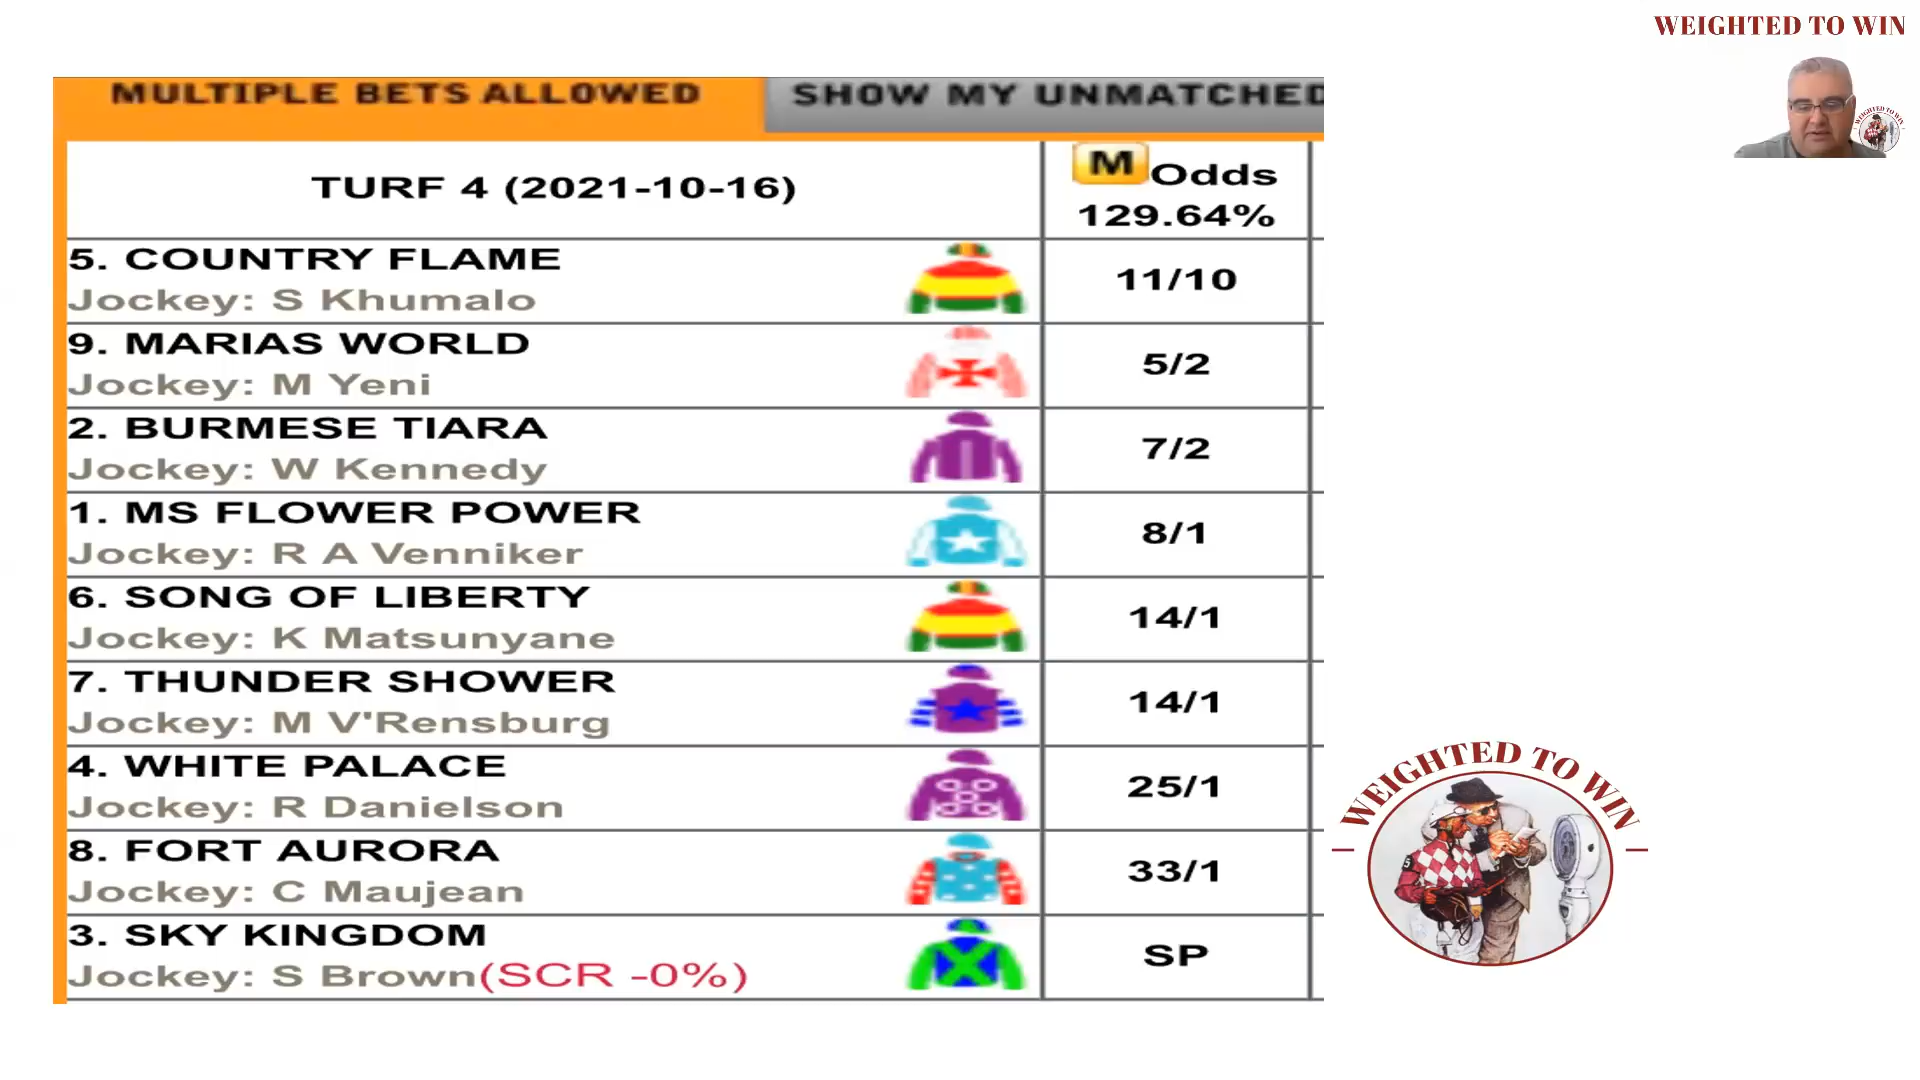 WEIGHTED TO WIN
MULTIPLE BETS ALLOWED
SHOW MY UNMATCHED
TURF 4 (2021-10-16)
M Odds
129.64%
5. COUNTRY FLAME
Jockey: S Khumalo
11/10
9. MARIAS WORLD
Jockey: M Yeni
5/2
2. BURMESE TIARA
Jockey: W Kennedy
7/2
1. MS FLOWER POWER
Jockey: R A Venniker
8/1
6. SONG OF LIBERTY
Jockey: K Matsunyane
14/1
7. THUNDER SHOWER
Jockey: M V'Rensburg
14/1
4. WHITE PALACE
Jockey: R Danielson
25/1
8. FORT AURORA
Jockey: C Maujean
33/1
3. SKY KINGDOM
Jockey: S Brown(SCR -0%)
SP
WEIGHTED TO WIN
5
WEIGHTED TO WIN